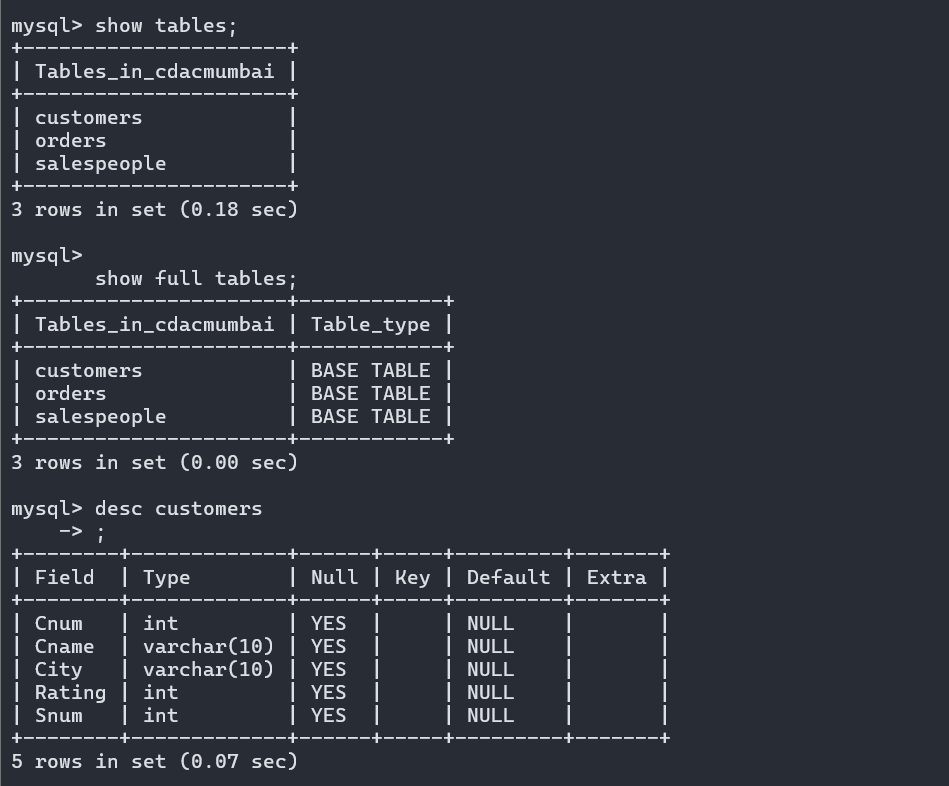 mysql> show tables;
+----------------------+
| Tables_in_cdacmumbai |
+----------------------+
| customers            |
| orders               |
| salespeople          |
+----------------------+
3 rows in set (0.18 sec)

mysql>
       show full tables;
+----------------------+------------+
| Tables_in_cdacmumbai | Table_type |
+----------------------+------------+
| customers            | BASE TABLE |
| orders               | BASE TABLE |
| salespeople          | BASE TABLE |
+----------------------+------------+
3 rows in set (0.00 sec)

mysql> desc customers
    -> ;
+--------+-------------+------+-----+---------+-------+
| Field  | Type        | Null | Key | Default | Extra |
+--------+-------------+------+-----+---------+-------+
| Cnum   | int         | YES  |     | NULL    |       |
| Cname  | varchar(10) | YES  |     | NULL    |       |
| City   | varchar(10) | YES  |     | NULL    |       |
| Rating | int         | YES  |     | NULL    |       |
| Snum   | int         | YES  |     | NULL    |       |
+--------+-------------+------+-----+---------+-------+
5 rows in set (0.07 sec)